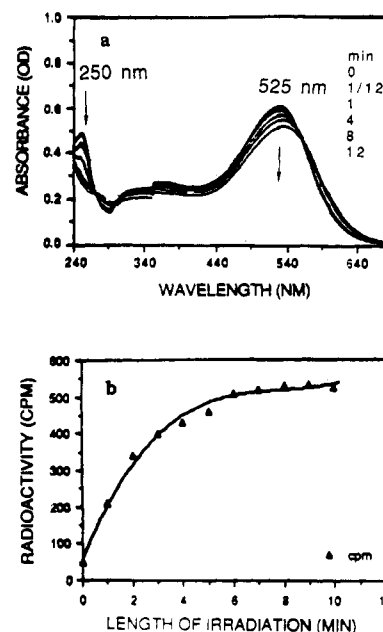 a
250 nm
525 nm
min
0
1/12
1
4
8
12
ABSORBANCE (OD)
1.0
0.8
0.6
0.4
0.2
0.0
240 340 440 540 640
WAVELENGTH (NM)
b
RADIOACTIVITY (CPM)
600
500
400
300
200
100
0
▲ cpm
0 2 4 6 8 10
LENGTH OF IRRADIATION (MIN)